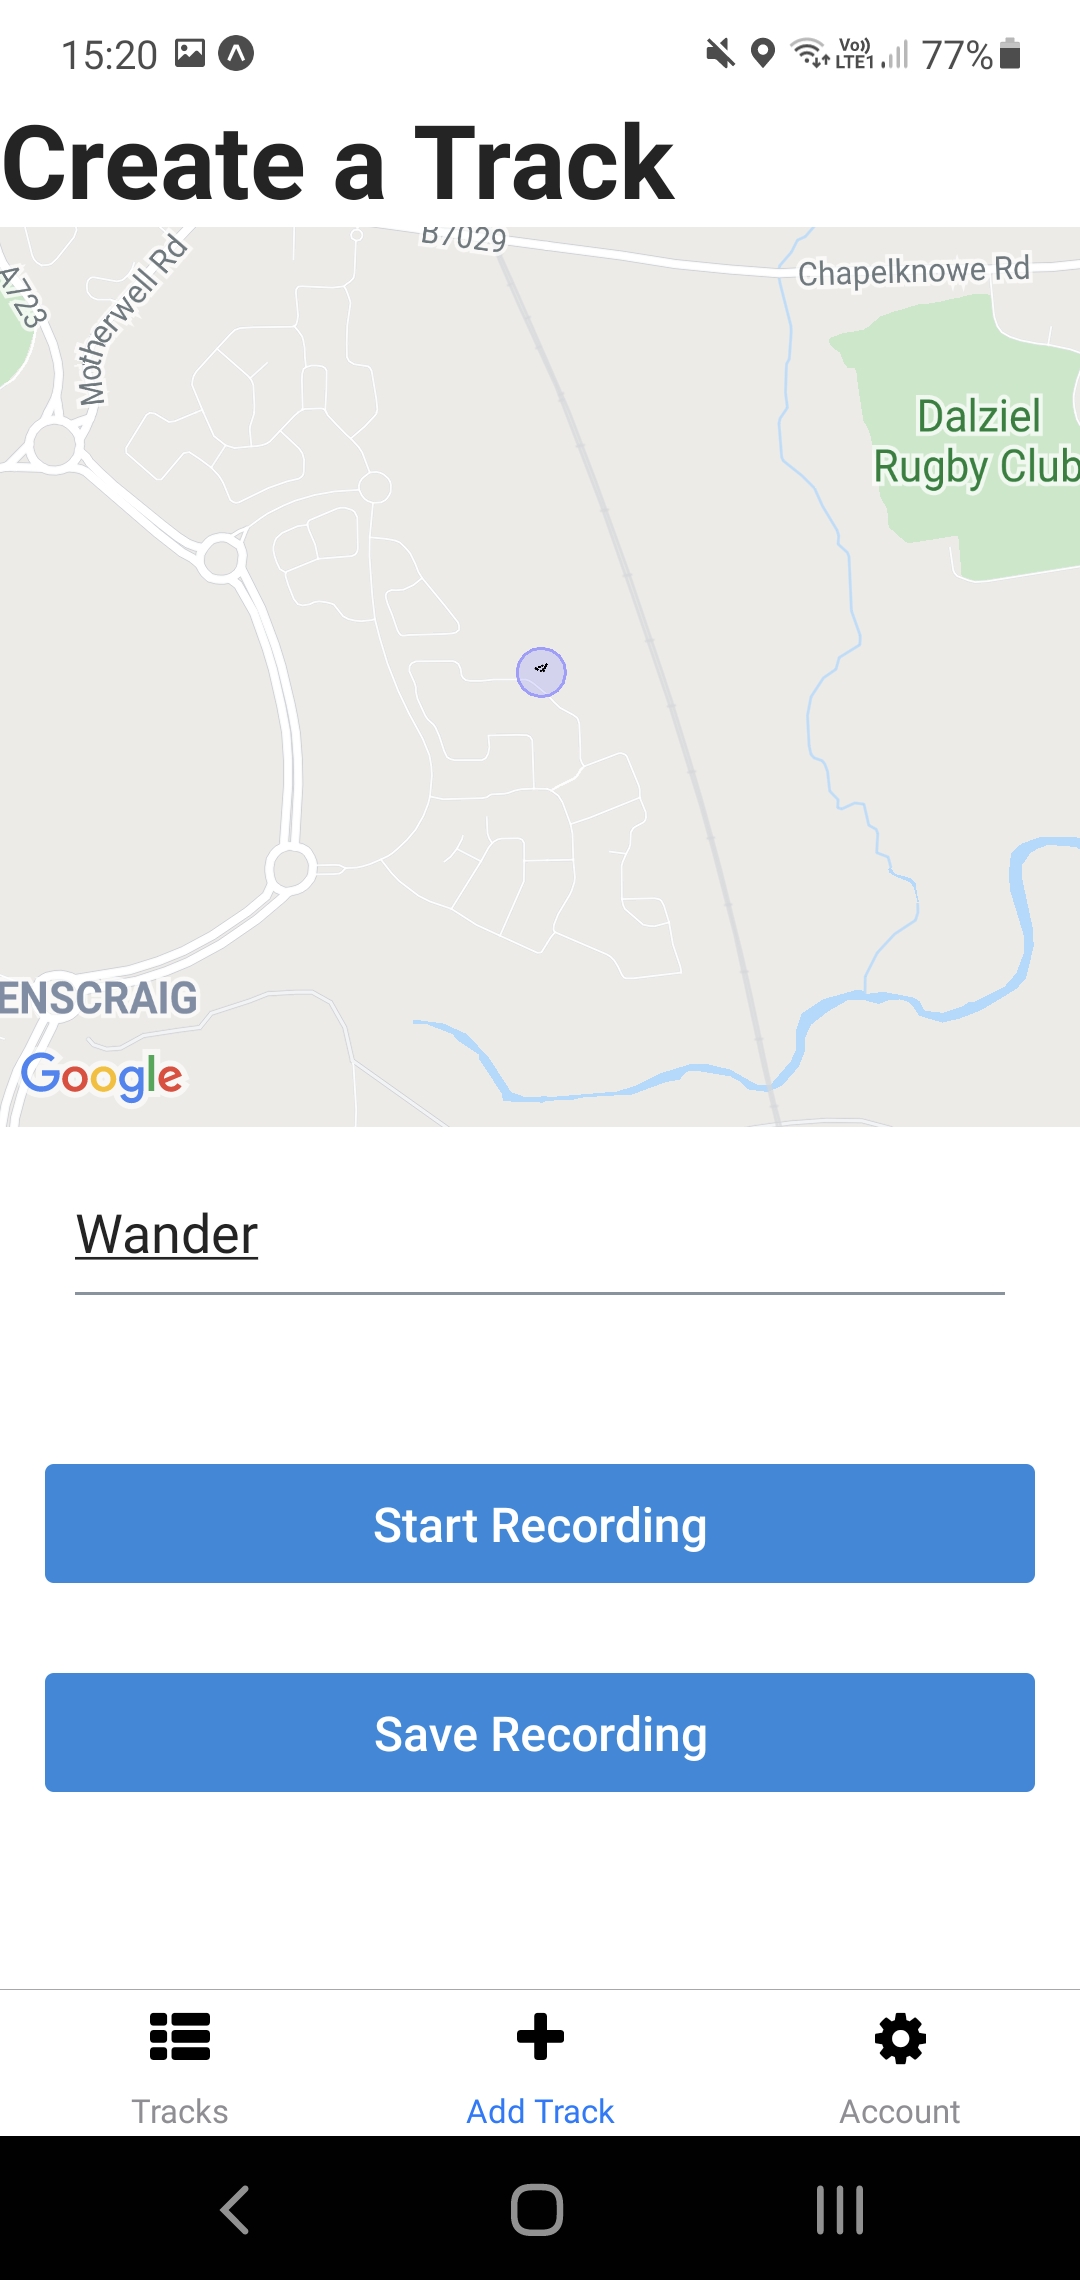 15:20
Vo))
LTE1
77%
Create a Track
B7029
Chapelknowe Rd
A723
Motherwell Rd
Dalziel
Rugby Club
ENSCRAIG
Google
Wander
Start Recording
Save Recording
Tracks
Add Track
Account